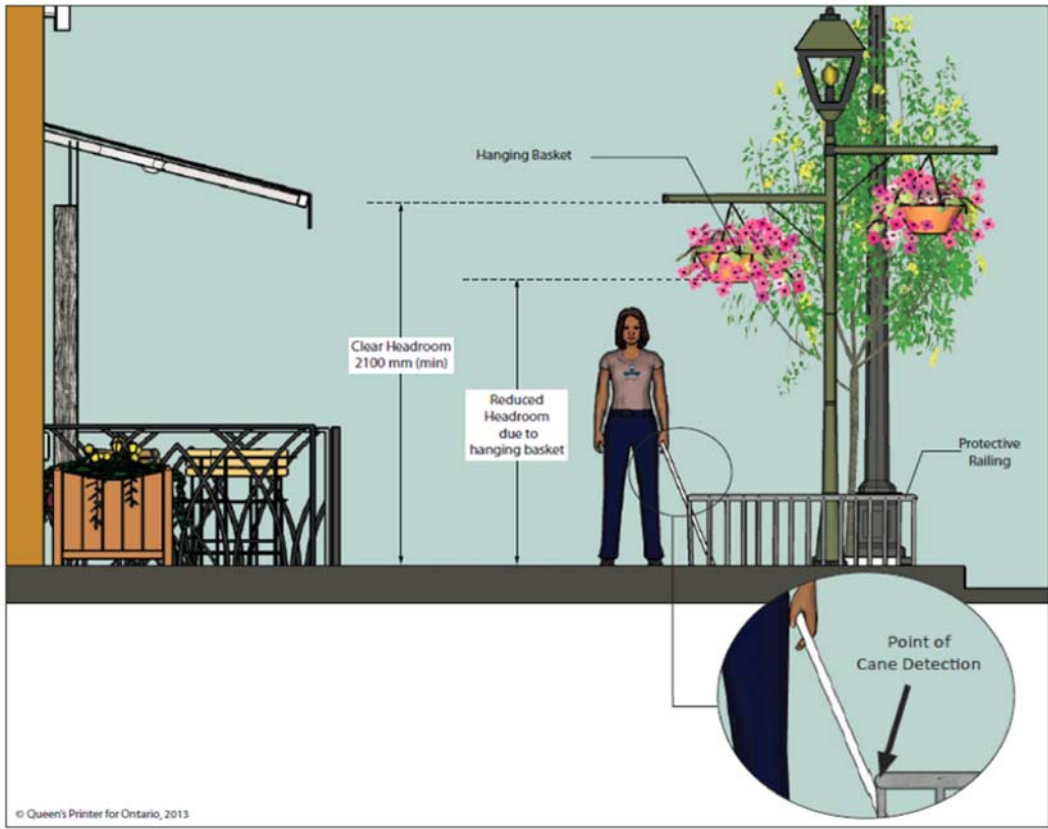 Hanging Basket
Clear Headroom
2100 mm (min)
Reduced
Headroom
due to
hanging basket
Protective
Railing
Point of
Cane Detection
© Queen's Printer for Ontario, 2013